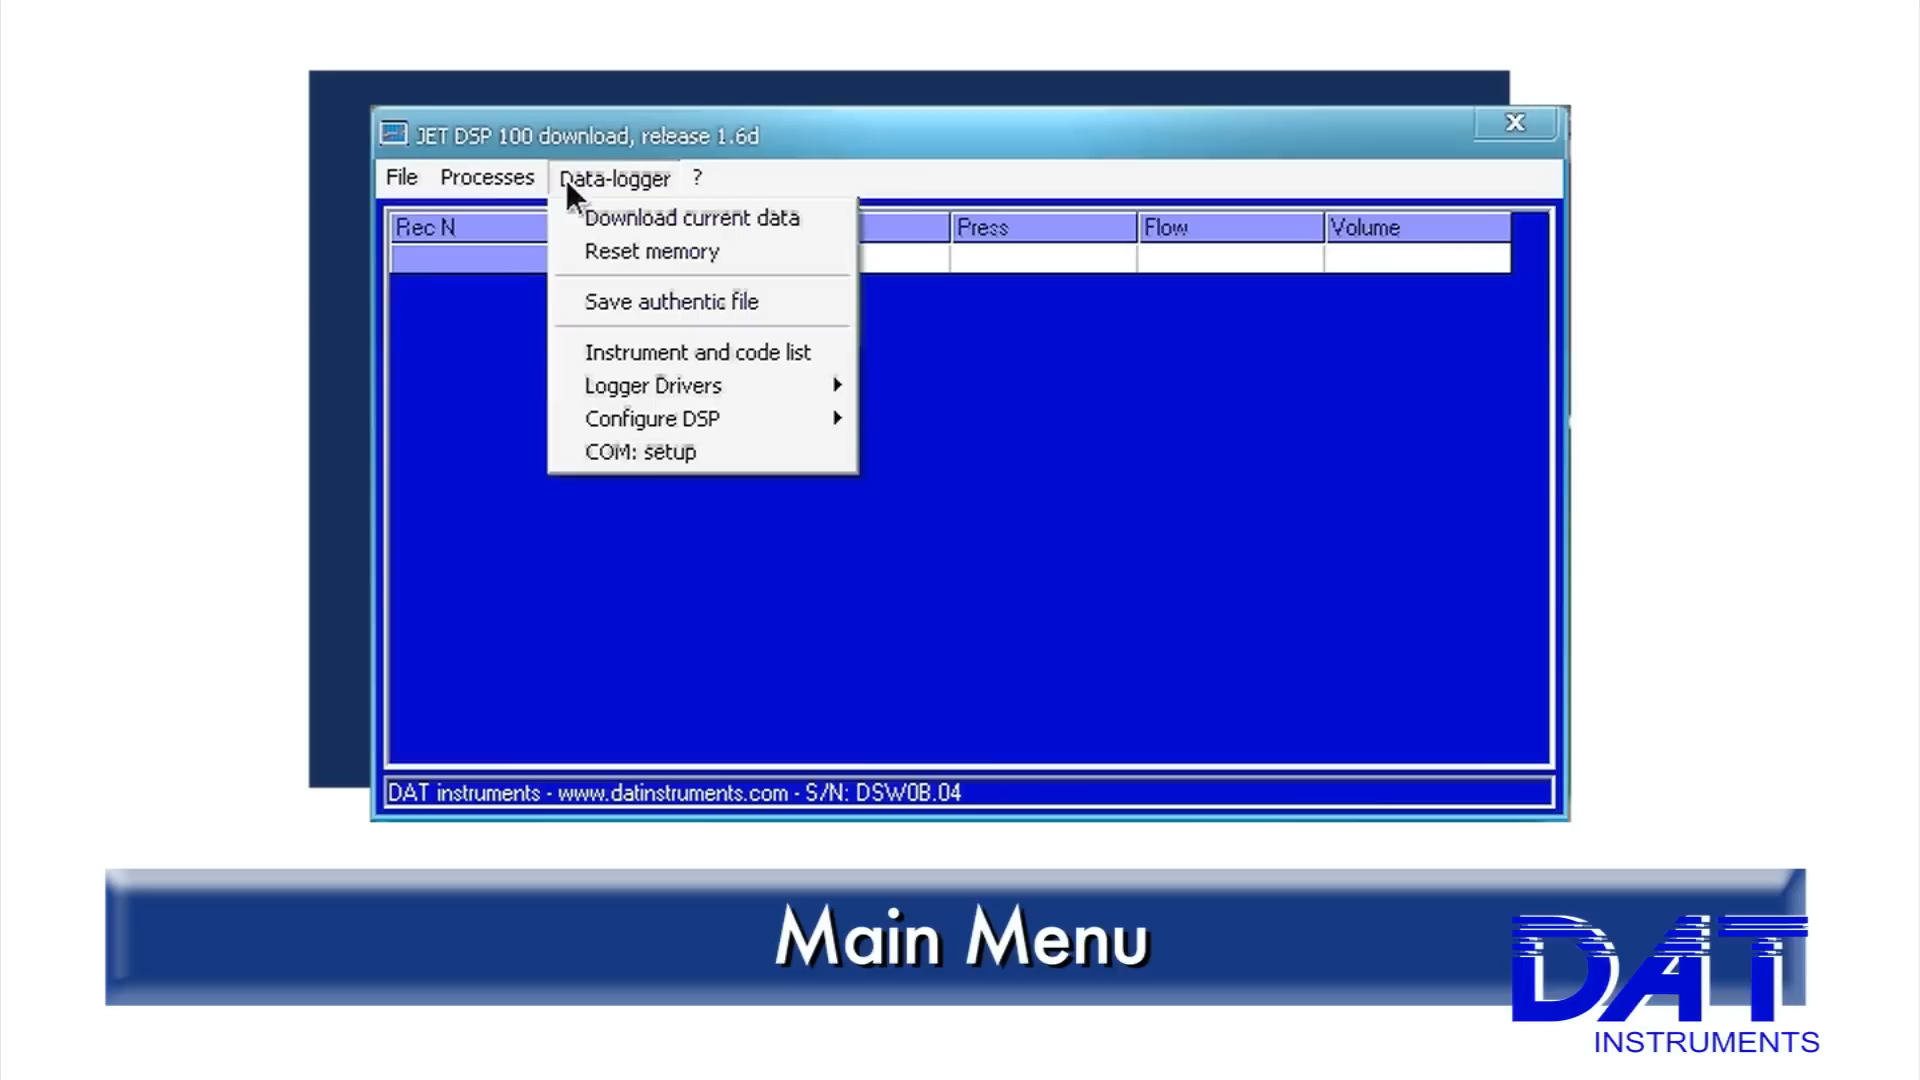 JET DSP 100 download, release 1.6d
File Processes Data-logger ?
Rec N Press Flow Volume
Download current data
Reset memory
Save authentic file
Instrument and code list
Logger Drivers
Configure DSP
COM: setup
DAT instruments - www.datinstruments.com - S/N: DSW0B.04
Main Menu
DAT
INSTRUMENTS